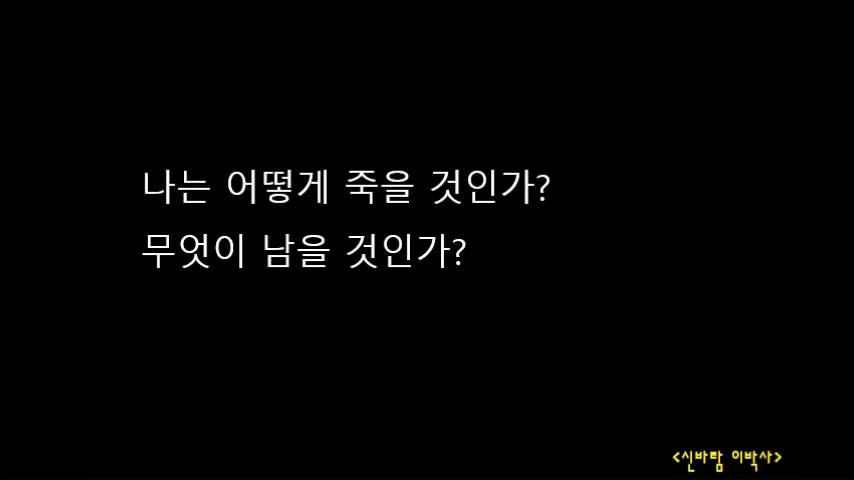 나는 어떻게 죽을 것인가?
무엇이 남을 것인가?
<신바람 이박사>